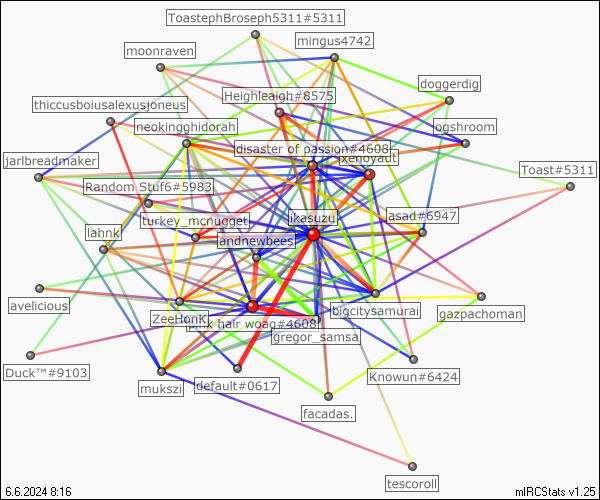 ToastephBroseph5311#5311
mingus4742
moonraven
doggerdig
Heighleaigh#8575
thiccusboiusalexusjoneus
neokingghidorah
ogshroom
disaster of passion#4608
xenoyaut
jarlbreadmaker
Toast#5311
Random Stuf6#5983
turkey_mcnugget
ikasuzu
asad#6947
lahnk
andnewbees
avelicious
ZeeHonk
pink hair woag#4608
bigcitysamurai
gazpachoman
gregor_samsa
Duck™#9103
Knowun#6424
mukszi
default#0617
facadas.
tescoroll
6.6.2024 8:16
mIRCStats v1.25